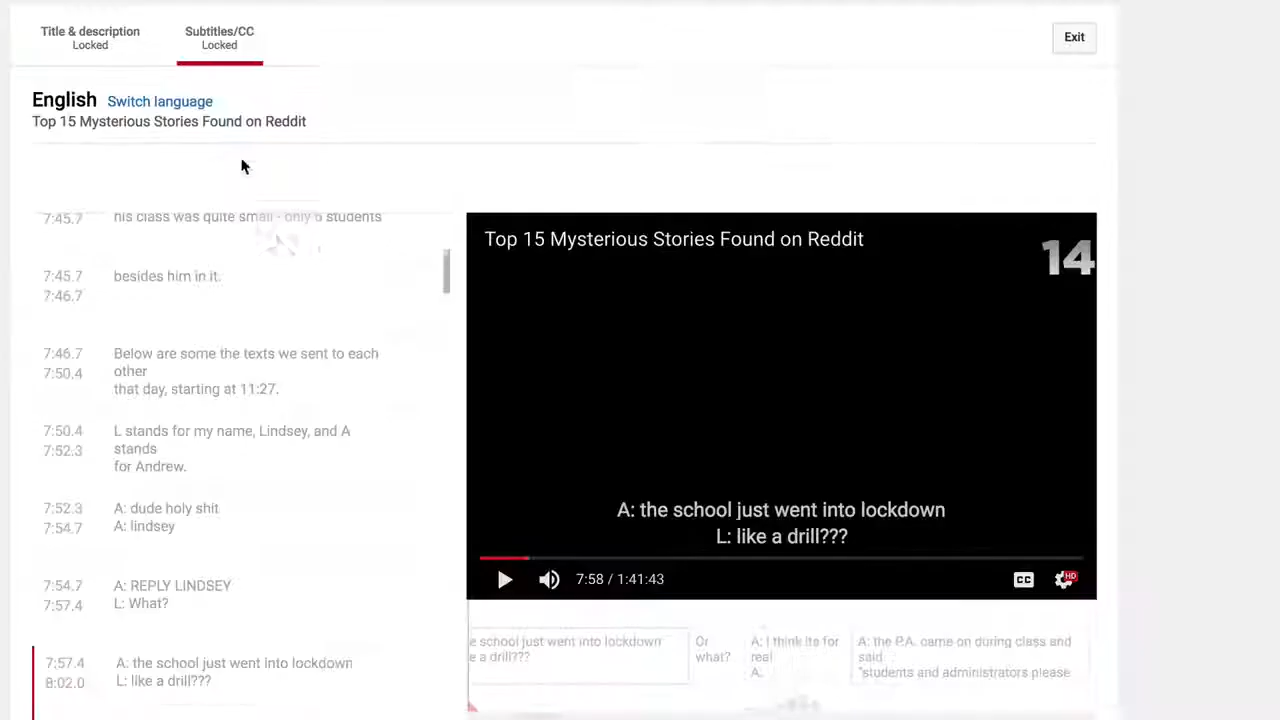 Title & description
Locked
Subtitles/CC
Locked
Exit
English Switch language
Top 15 Mysterious Stories Found on Reddit
7:45.7
his class was quite small - only 6 students
7:45.7
7:46.7
besides him in it.
7:46.7
7:50.4
Below are some the texts we sent to each
other
that day, starting at 11:27.
7:50.4
7:52.3
L stands for my name, Lindsey, and A
stands
for Andrew.
7:52.3
7:54.7
A: dude holy shit
A: lindsey
7:54.7
7:57.4
A: REPLY LINDSEY
L: What?
7:57.4
8:02.0
A: the school just went into lockdown
L: like a drill???
Top 15 Mysterious Stories Found on Reddit
14
A: the school just went into lockdown
L: like a drill???
7:58 / 1:41:43
CC
HD
e school just went into lockdown
e a drill???
Or
what?
A: I think its for
real
A:
A: the P.A. came on during class and
said
"students and administrators please